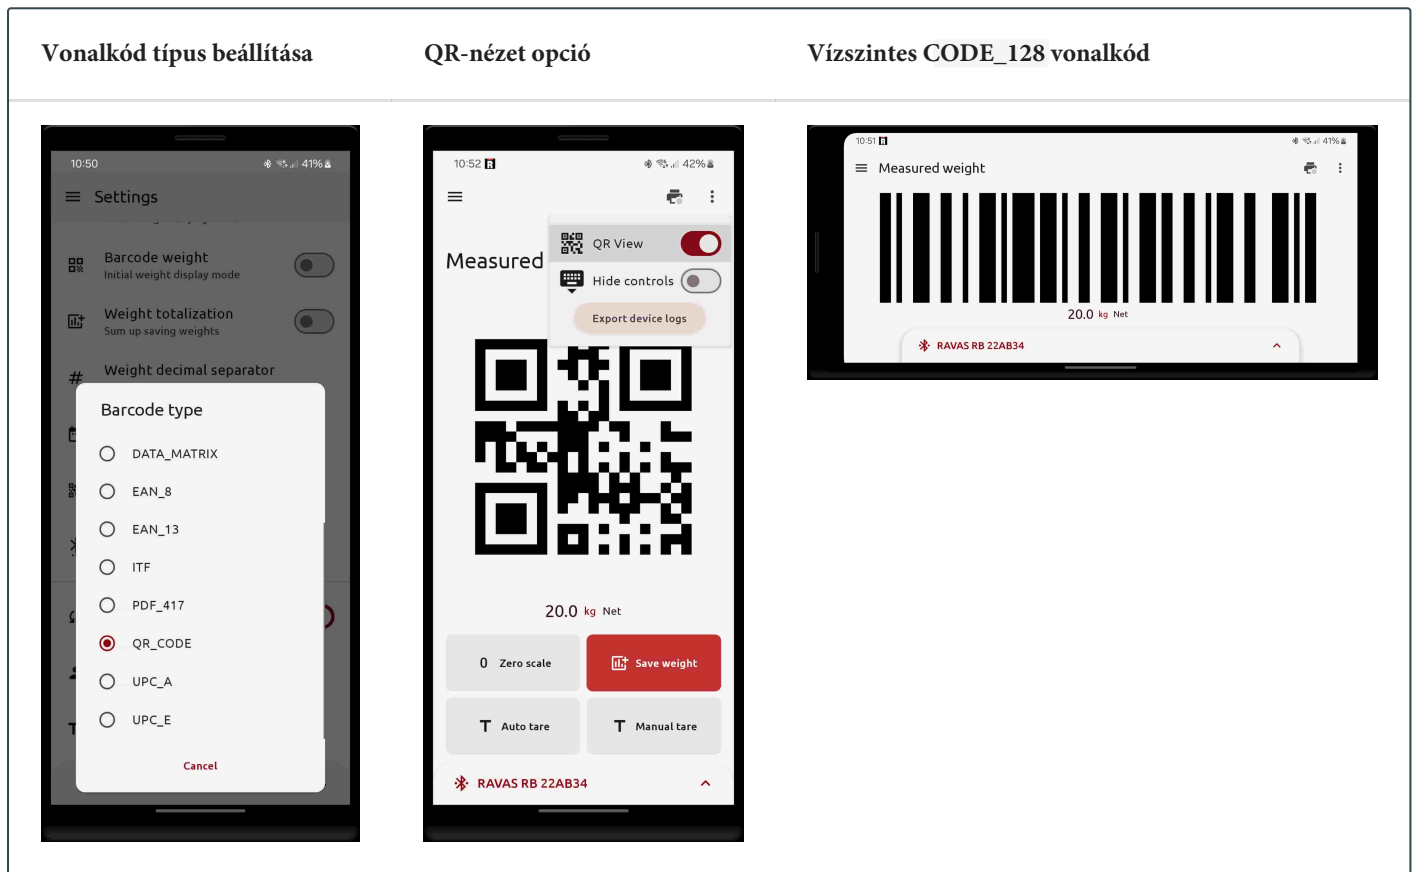 Vonalkód típus beállítása
QR-nézet opció
Vízszintes CODE_128 vonalkód
10:50
41%
Settings
Barcode weight
Initial weight display mode
Weight totalization
Sum up saving weights
Weight decimal separator
Barcode type
DATA_MATRIX
EAN_8
EAN_13
ITF
PDF_417
QR_CODE
UPC_A
UPC_E
Cancel
10:52
42%
QR View
Measured
Hide controls
Export device logs
20.0 kg Net
0 Zero scale
Save weight
T Auto tare
T Manual tare
RAVAS RB 22AB34
10:51
41%
Measured weight
20.0 kg Net
RAVAS RB 22AB34